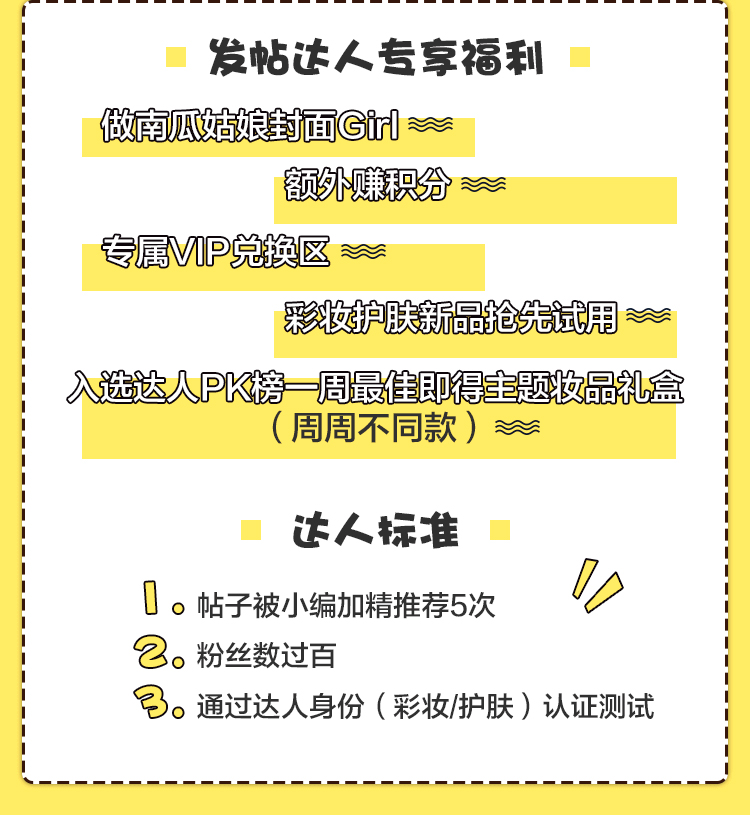 发帖达人专享福利
做南瓜姑娘封面Girl
额外赚积分
专属VIP兑换区
彩妆护肤新品抢先试用
入选达人PK榜一周最佳即得主题妆品礼盒
（周周不同款）
达人标准
1。帖子被小编加精推荐5次
2。粉丝数过百
3。通过达人身份（彩妆/护肤）认证测试